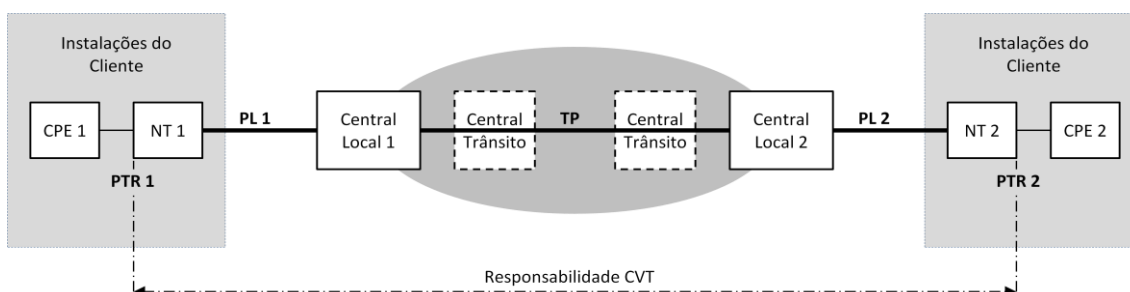 Instalações do
Cliente
Instalações do
Cliente
CPE 1
NT 1
PL 1
Central
Local 1
Central
Trânsito
TP
Central
Trânsito
Central
Local 2
PL 2
NT 2
CPE 2
PTR 1
PTR 2
Responsabilidade CVT